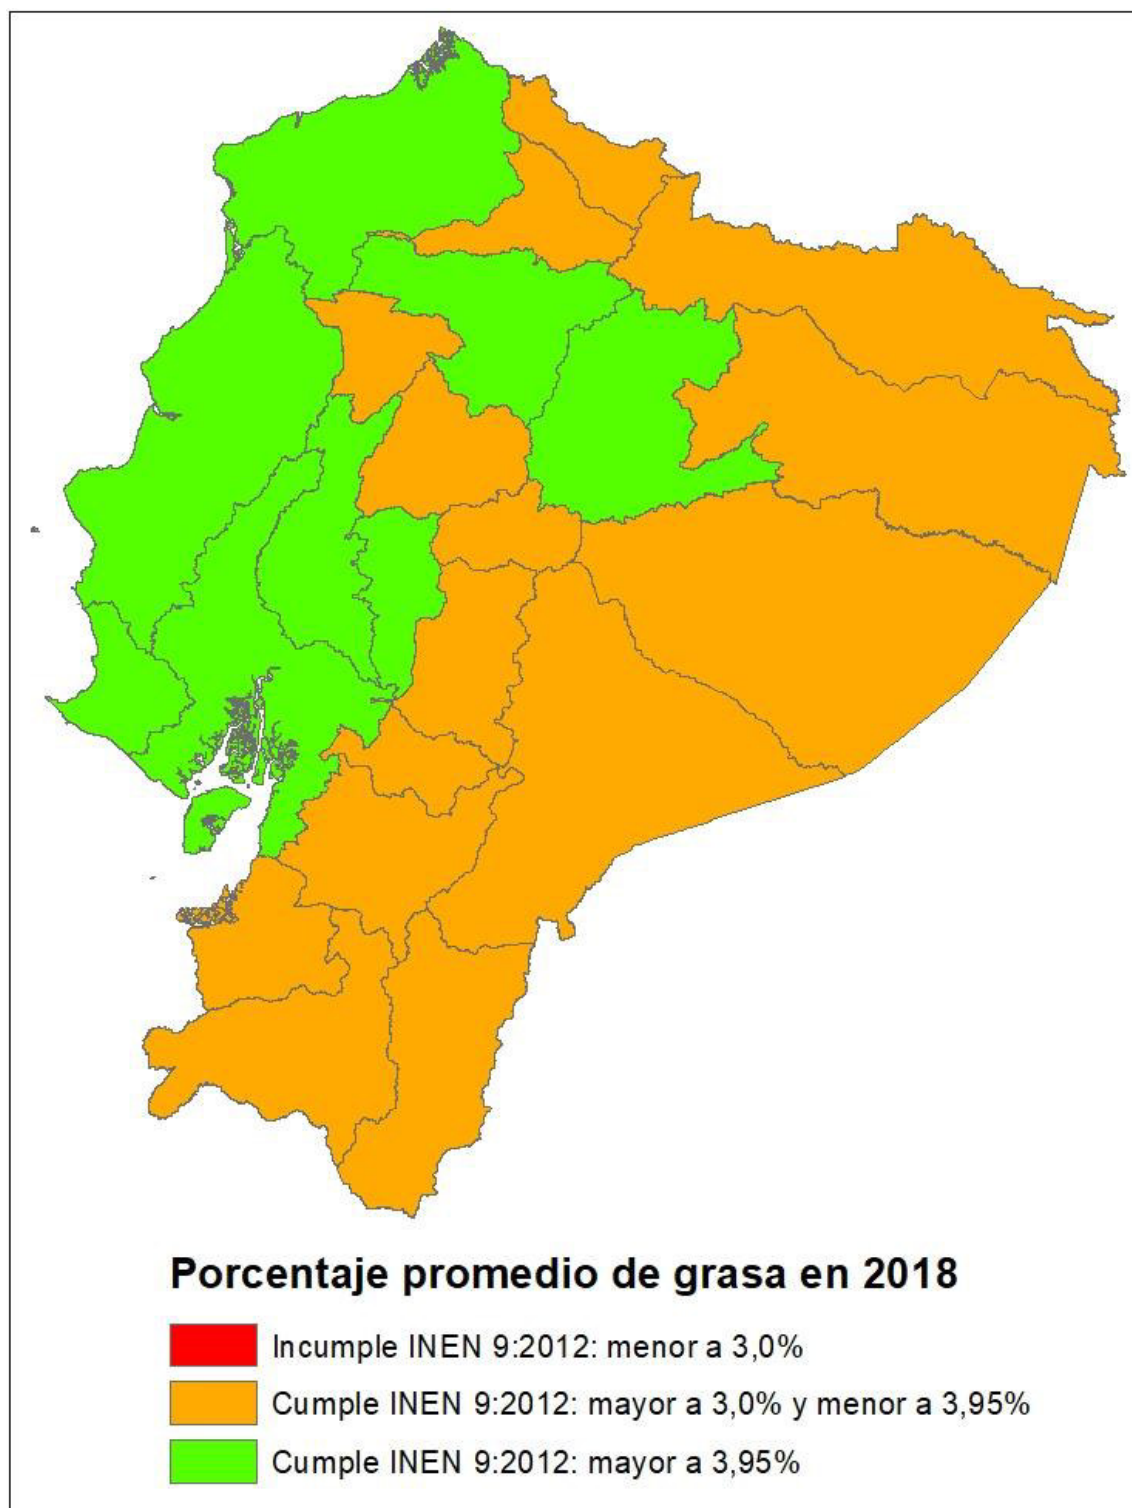 Porcentaje promedio de grasa en 2018
Incumple INEN 9:2012: menor a 3,0%
Cumple INEN 9:2012: mayor a 3,0% y menor a 3,95%
Cumple INEN 9:2012: mayor a 3,95%